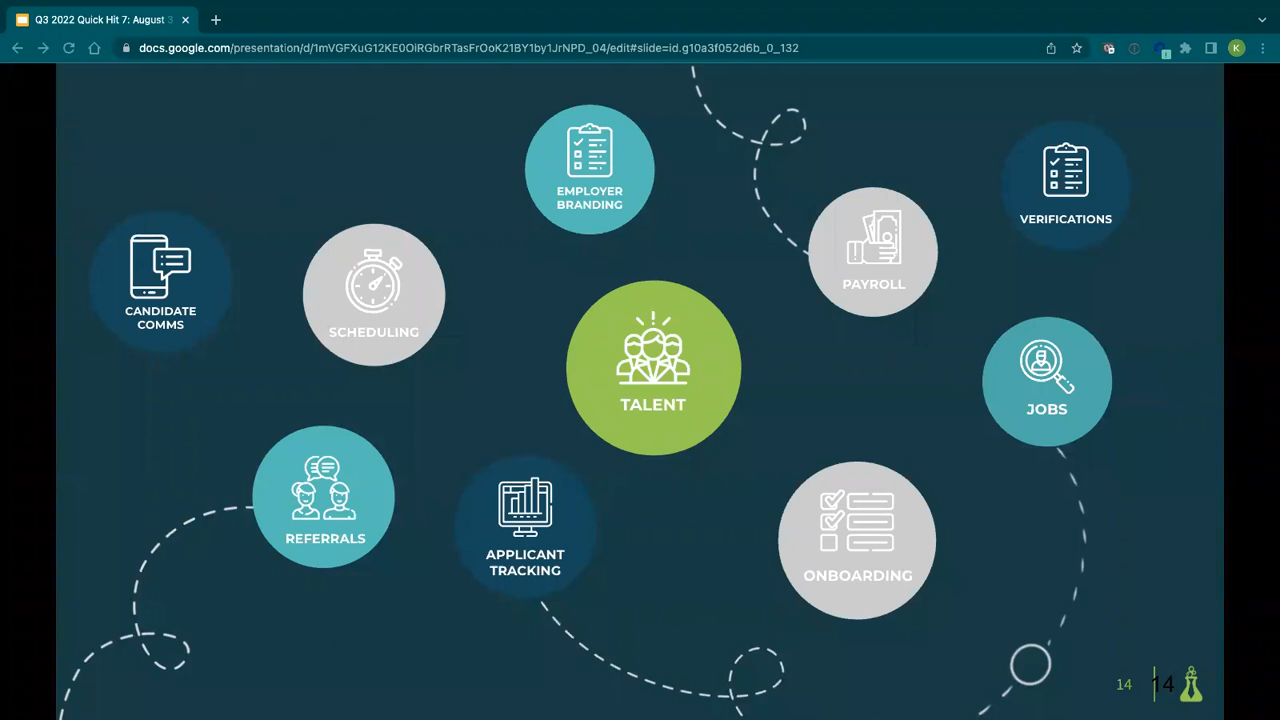 Q3 2022 Quick Hit 7: August 3
docs.google.com/presentation/d/1mVGFXuG12KE0OiRGbrRTasFrOoK21BY1by1JrNPD_04/edit#slide=id.g10a3f052d6b_0_132
K
EMPLOYER
BRANDING
VERIFICATIONS
PAYROLL
CANDIDATE
COMMS
SCHEDULING
TALENT
JOBS
REFERRALS
APPLICANT
TRACKING
ONBOARDING
14
14